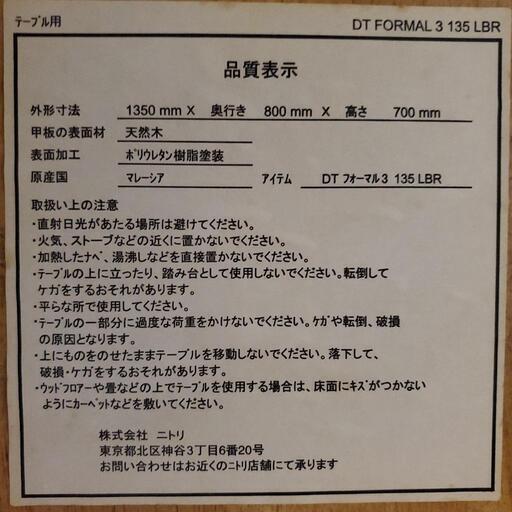 テーブル用 DT FORMAL 3 135 LBR
品質表示
外形寸法 1350 mm X 奥行き 800 mm X 高さ 700 mm
甲板の表面材 天然木
表面加工 ポリウレタン樹脂塗装
原産国 マレーシア アイテム DT フォーマル3 135 LBR
取扱い上の注意
・直射日光があたる場所は避けてください。
・火気、ストーブなどの近くに置かないでください。
・加熱したナベ、湯沸しなどを直接置かないでください。
・テーブルの上に立ったり、踏み台として使用しないでください。転倒して
ケガをするおそれがあります。
・平らな所で使用してください。
・テーブルの一部分に過度な荷重をかけないでください。ケガや転倒、破損
の原因となります。
・上にものをのせたままテーブルを移動しないでください。落下して、
破損・ケガをするおそれがあります。
・ウッドフロアーや畳などの上でテーブルを使用する場合は、床面にキズがつかない
ようにカーペットなどを敷いてください。
株式会社 ニトリ
東京都北区神谷3丁目6番20号
お問い合わせはお近くのニトリ店舗にて承ります